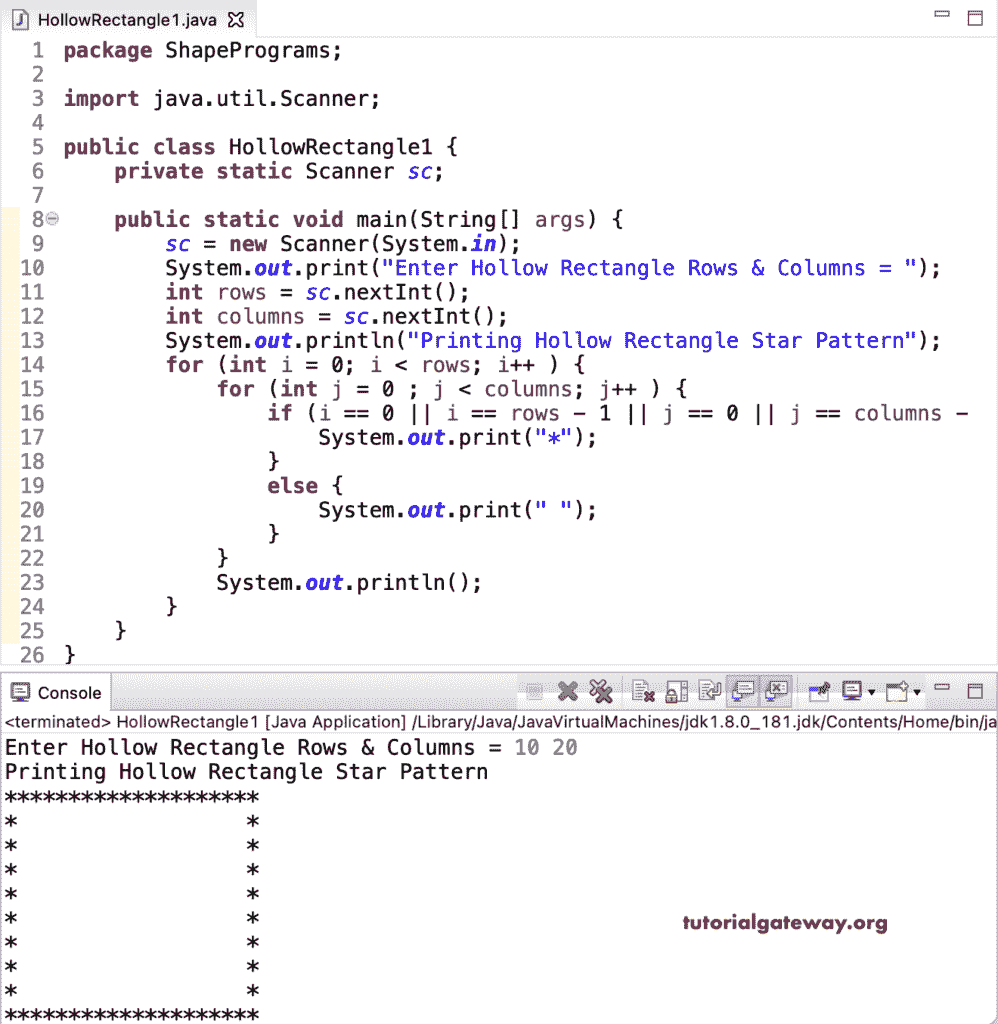 HollowRectangle1.java
1 package ShapePrograms;
2
3 import java.util.Scanner;
4
5 public class HollowRectangle1 {
6     private static Scanner sc;
7
8     public static void main(String[] args) {
9         sc = new Scanner(System.in);
10         System.out.print("Enter Hollow Rectangle Rows & Columns = ");
11         int rows = sc.nextInt();
12         int columns = sc.nextInt();
13         System.out.println("Printing Hollow Rectangle Star Pattern");
14         for (int i = 0; i < rows; i++ ) {
15             for (int j = 0 ; j < columns; j++ ) {
16                 if (i == 0 || i == rows - 1 || j == 0 || j == columns -
17                     System.out.print("*");
18                 }
19                 else {
20                     System.out.print(" ");
21                 }
22             }
23             System.out.println();
24         }
25     }
26 }
Console
<terminated> HollowRectangle1 [Java Application] /Library/Java/JavaVirtualMachines/jdk1.8.0_181.jdk/Contents/Home/bin/ja
Enter Hollow Rectangle Rows & Columns = 10 20
Printing Hollow Rectangle Star Pattern
********************
*                  *
*                  *
*                  *
*                  *
*                  *
tutorialgateway.org
*                  *
*                  *
*                  *
********************